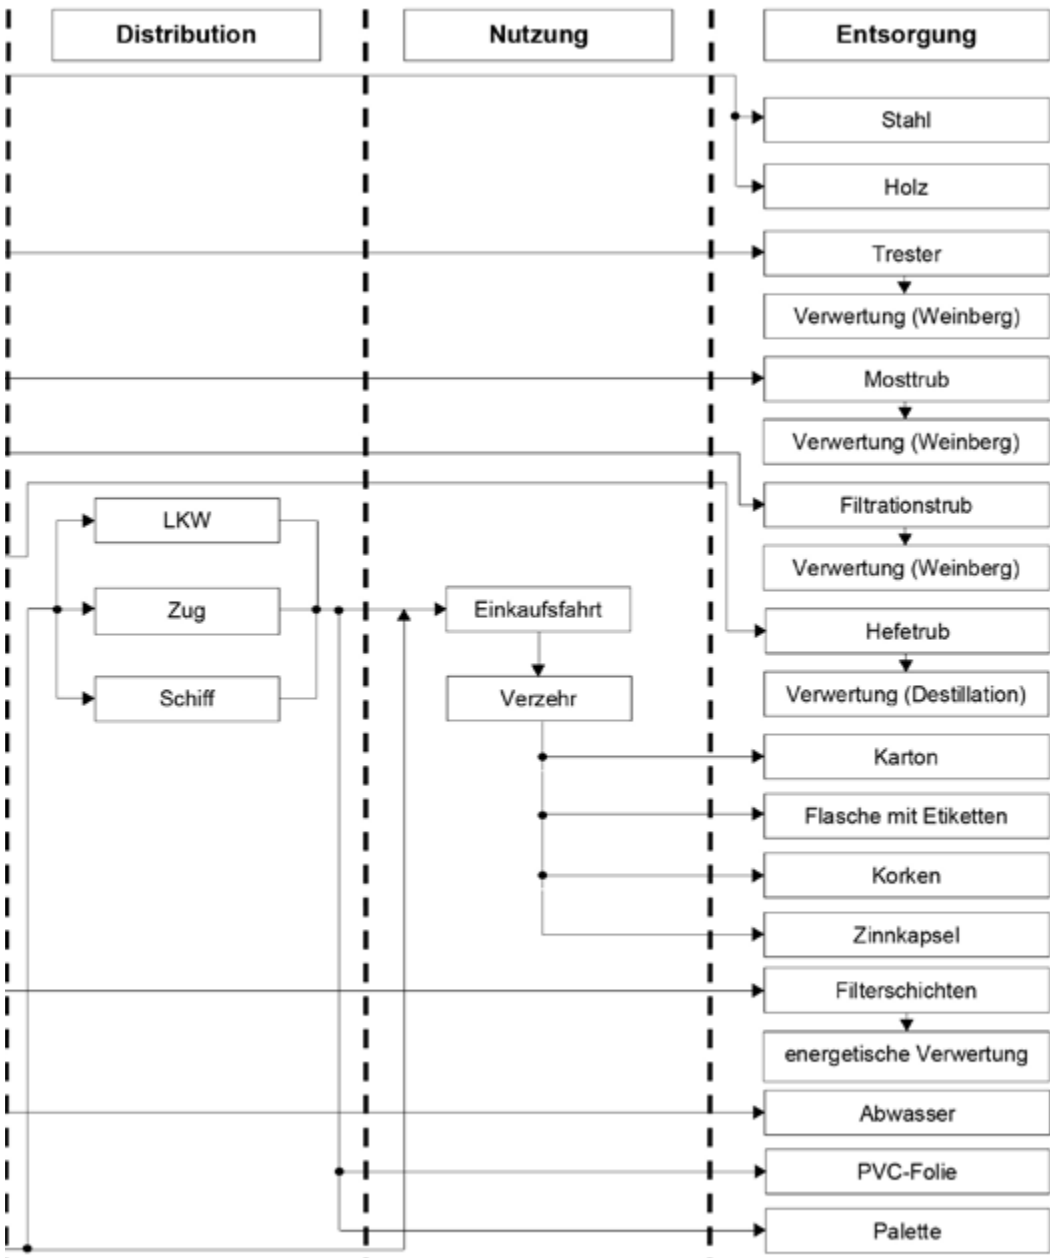 Distribution
Nutzung
Entsorgung
Stahl
Holz
Trester
Verwertung (Weinberg)
Mosttrub
Verwertung (Weinberg)
Filtrationstrub
Verwertung (Weinberg)
LKW
Zug
Schiff
Einkaufsfahrt
Verzehr
Hefetrub
Verwertung (Destillation)
Karton
Flasche mit Etiketten
Korken
Zinnkapsel
Filterschichten
energetische Verwertung
Abwasser
PVC-Folie
Palette